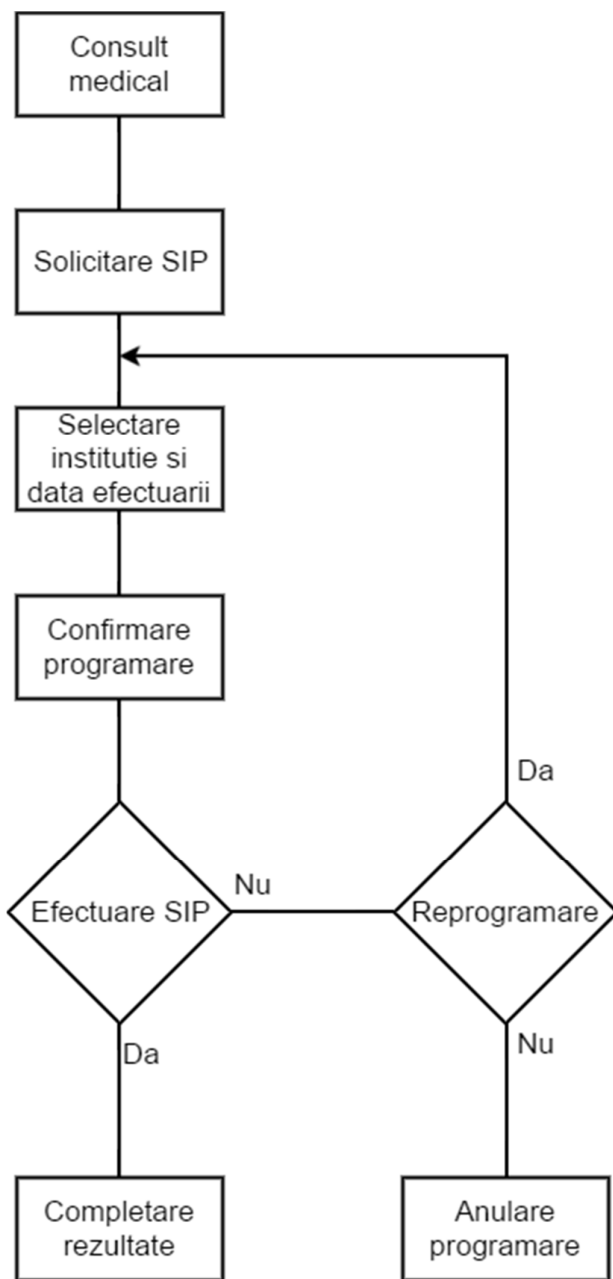 Consult
medical
Solicitare SIP
Selectare
institutie si
data efectuarii
Confirmare
programare
Da
Nu
Efectuare SIP
Reprogramare
Da
Nu
Completare
rezultate
Anulare
programare